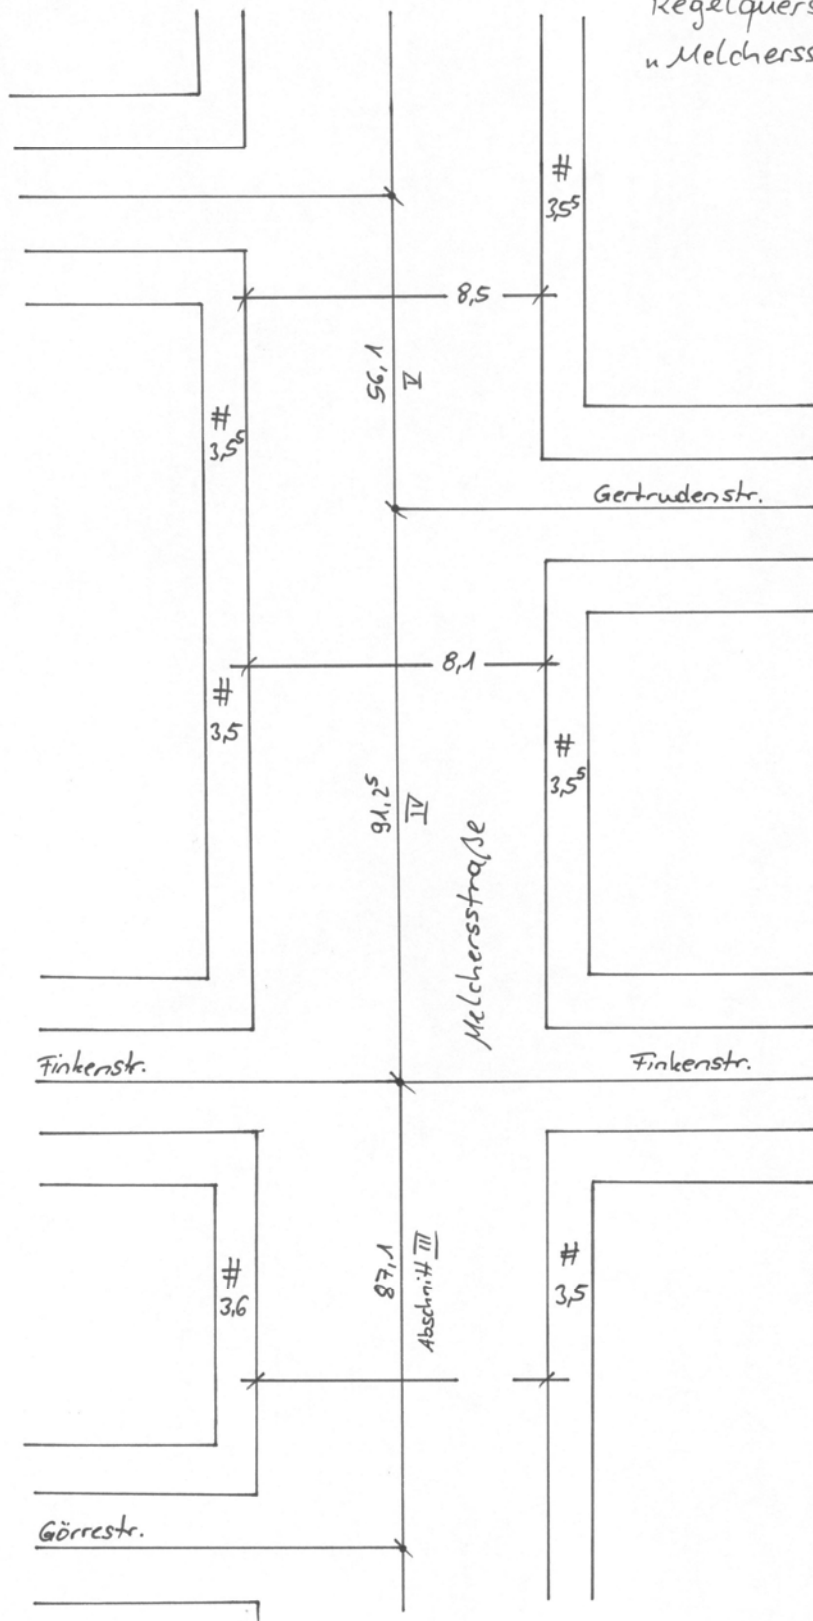 Regelquers
„Melcherss
#
3,5⁵
8,5
56,1
V
#
3,5⁵
Gertrudenstr.
8,1
#
3,5
#
3,5⁵
91,2⁵
IV
Melchersstraße
Finkenstr.
Finkenstr.
87,1
Abschnitt III
#
3,6
#
3,5
Görrestr.